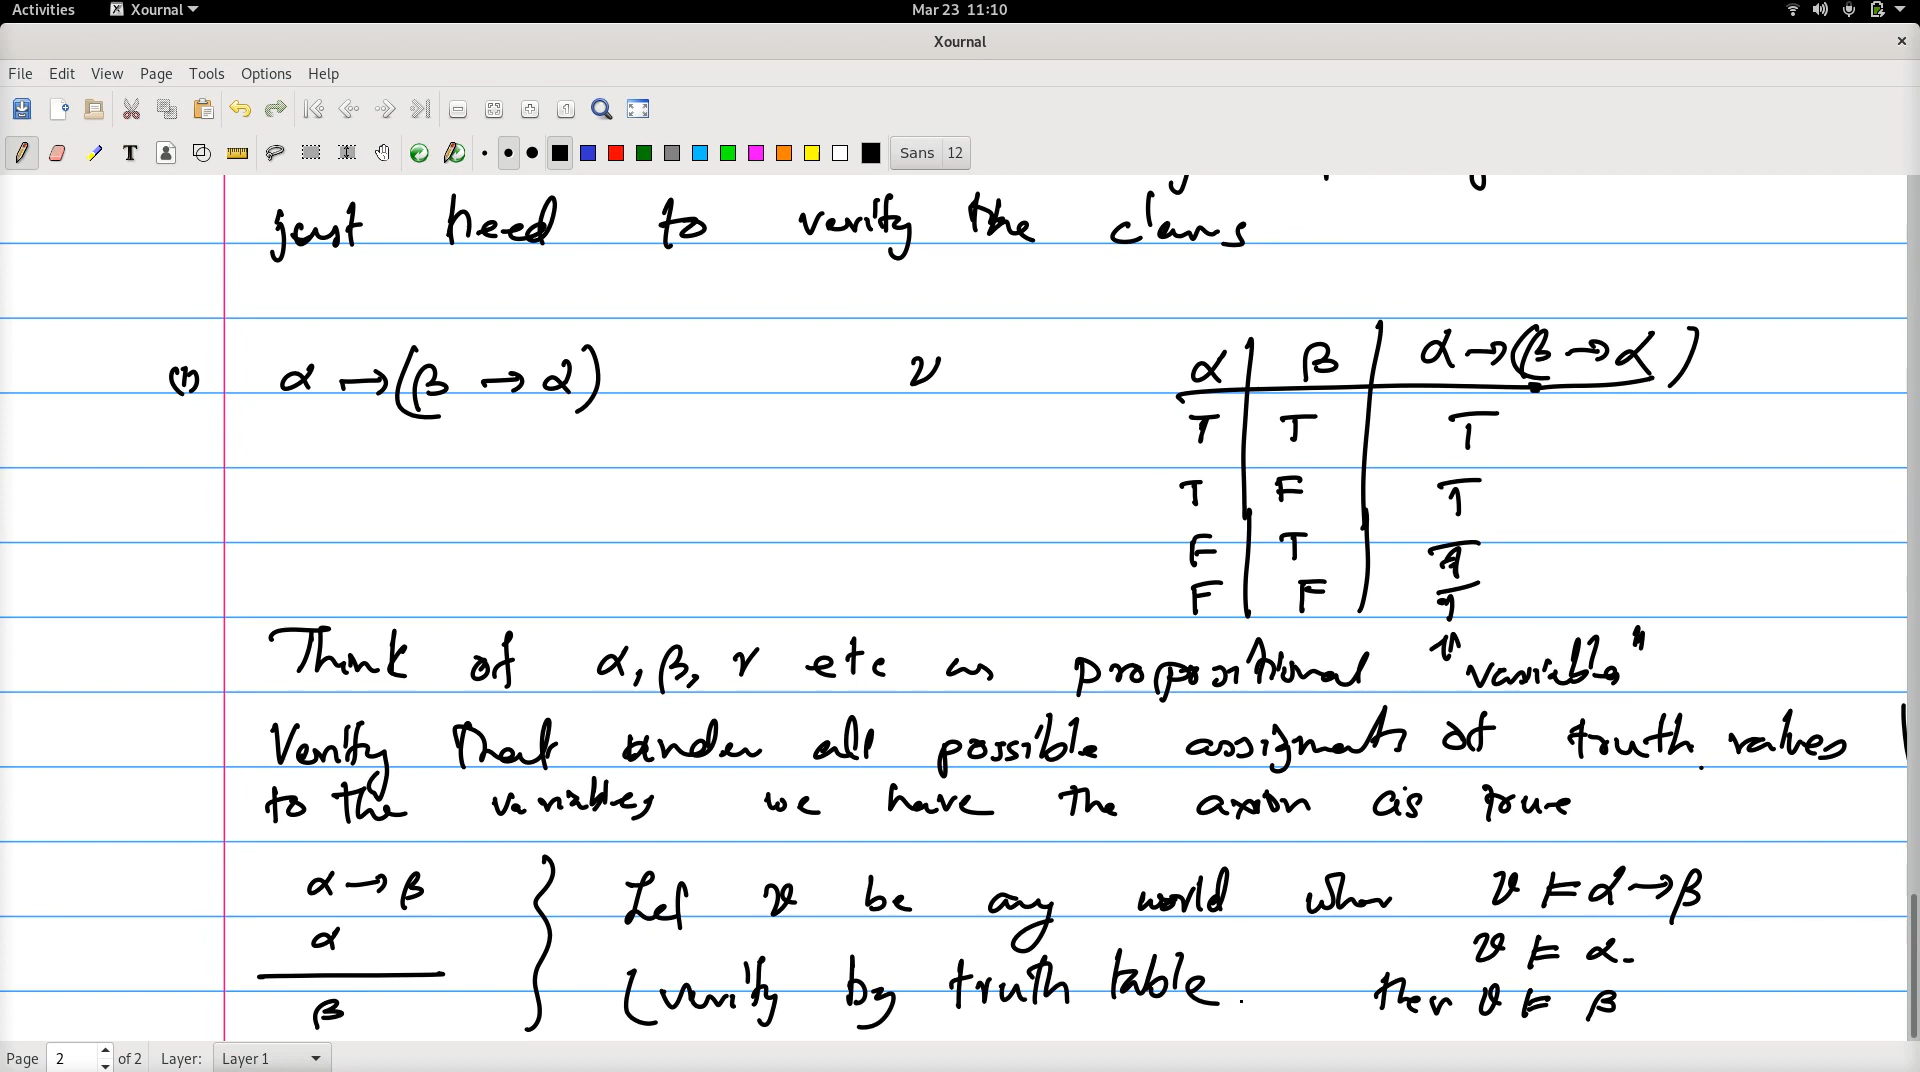 Activities Xournal Mar 23 11:10
Xournal
File Edit View Page Tools Options Help
T Sans 12
just need to verify the claims
(1) α → (β → α) v
α β α → (β → α)
T T T
T F T
F T T
F F T
Think of α, β, γ etc as propositional "variables"
Verify that under all possible assigments of truth values
to the variables we have the axiom is true
α → β
α
β
Let v be any world where v ⊨ α → β
v ⊨ α.
(verify by truth table. then v ⊨ β
Page 2 of 2 Layer: Layer 1